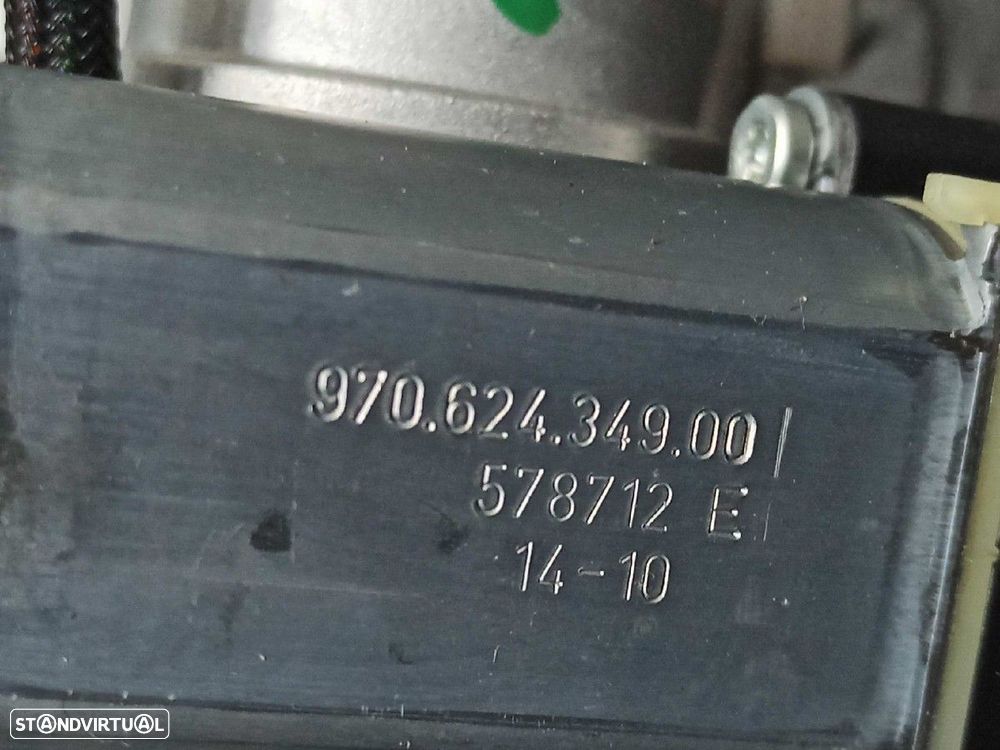 970.624.349.00
578712 E
14-10
STANDVIRTUAL